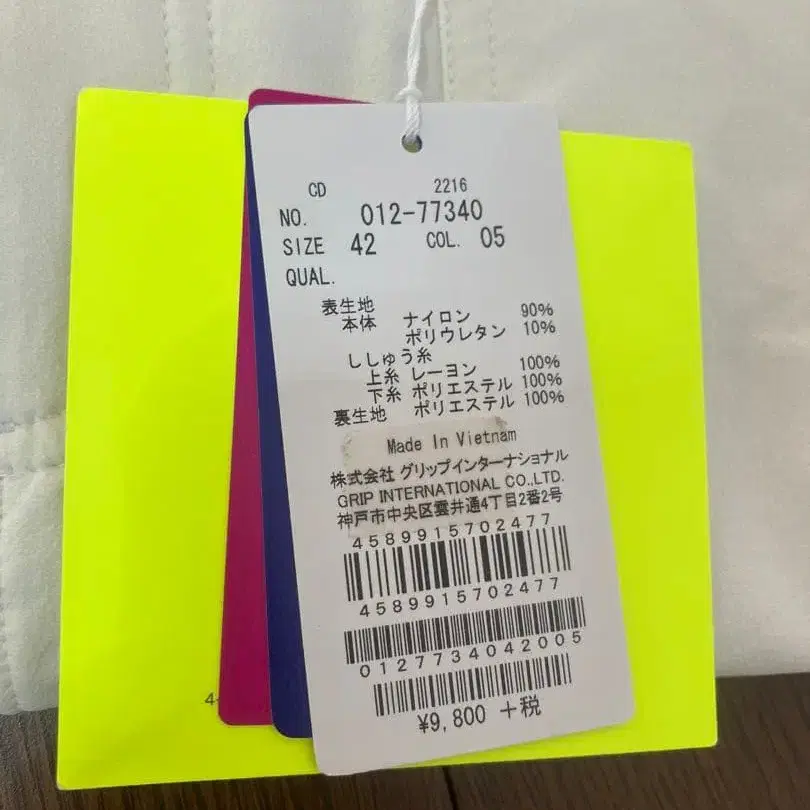 CD 2216
NO. 012-77340
SIZE 42 COL. 05
QUAL.
表生地
本体 ナイロン 90%
ポリウレタン 10%
ししゅう糸
上糸 レーヨン 100%
下糸 ポリエステル 100%
裏生地 ポリエステル 100%
Made In Vietnam
株式会社 グリップインターナショナル
GRIP INTERNATIONAL CO.,LTD.
神戸市中央区雲井通4丁目2番2号
4589915702477
4589915702477
0127734042005
¥9,800 +税